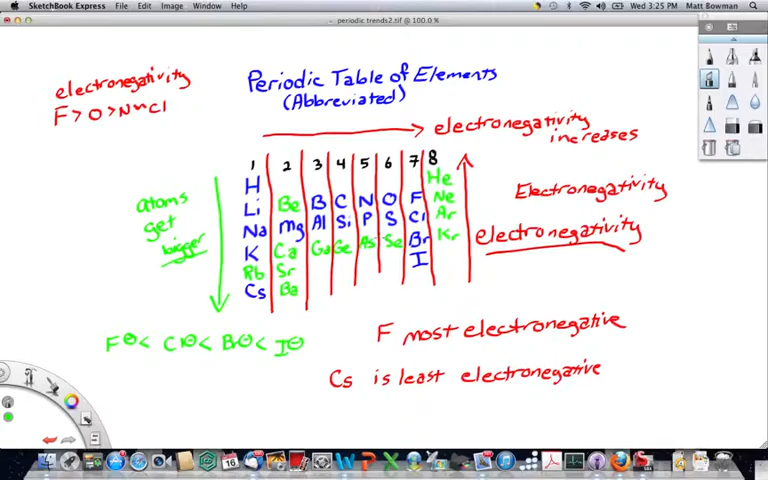 SketchBook Express File Edit Image Window Help
Wed 3:25 PM Matt Bowman
periodic trends2.tif @ 100.0 %
electronegativity
F > O > N ~ Cl
Periodic Table of Elements
(Abbreviated)
electronegativity
increases
1 2 3 4 5 6 7 8
H He
Li Be B C N O F Ne
Na Mg Al Si P S Cl Ar
K Ca Ga Ge As Se Br Kr
Rb Sr I
Cs Ba
atoms
get
bigger
Electronegativity
electronegativity
F⊖ < Cl⊖ < Br⊖ < I⊖
F most electronegative
Cs is least electronegative
16